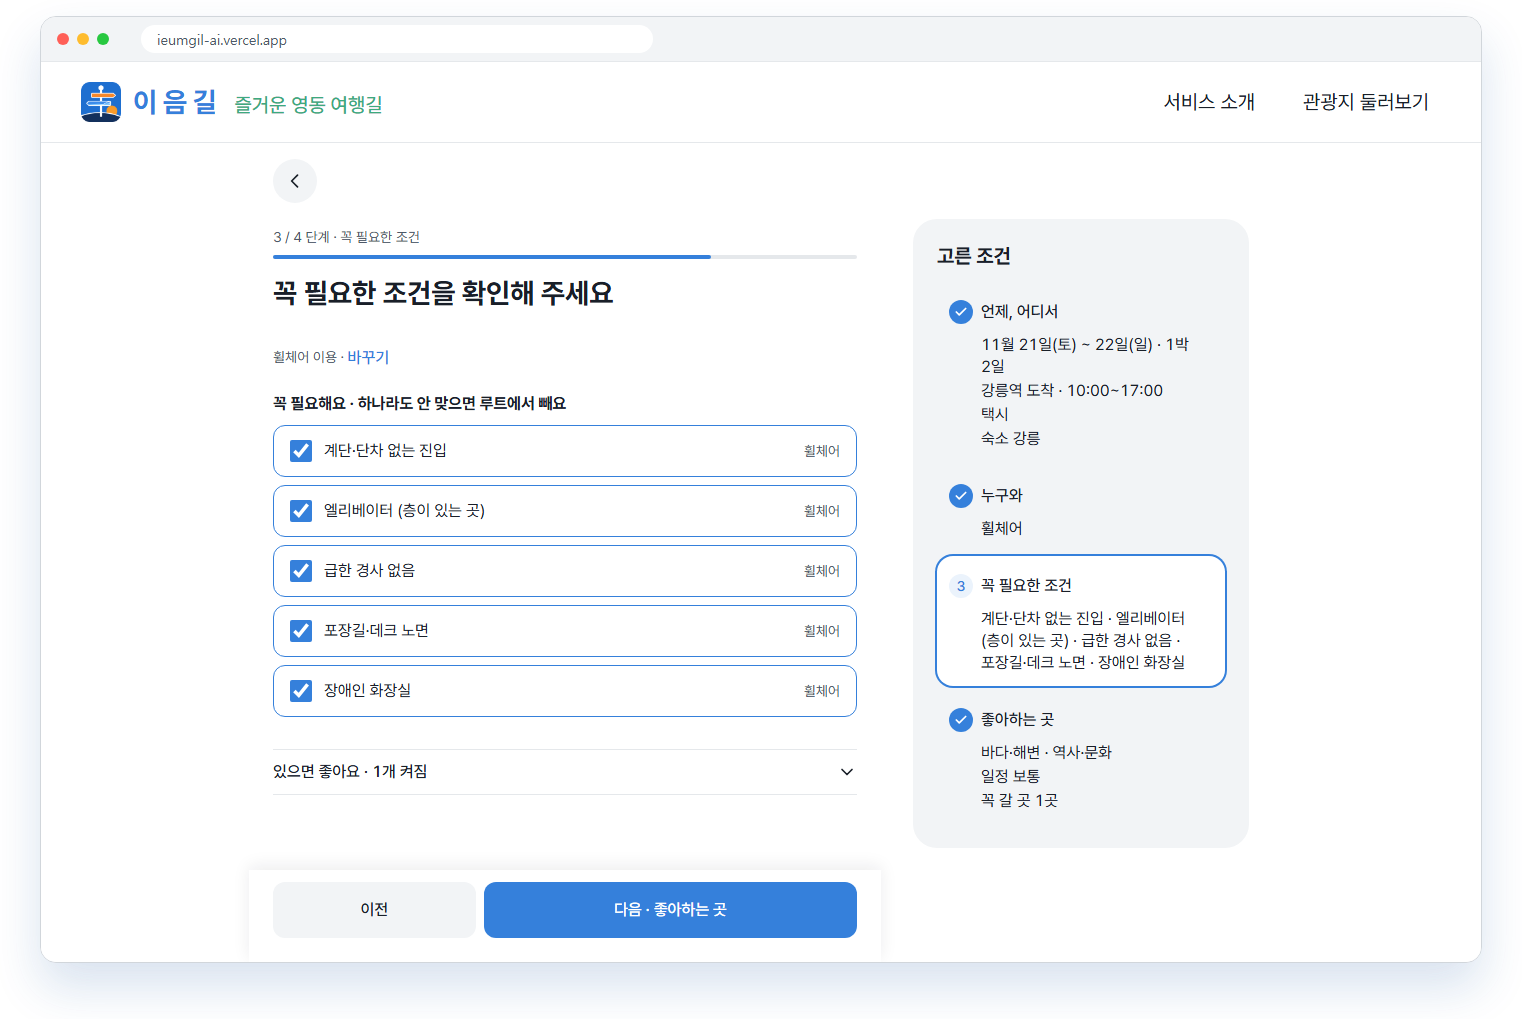 ieumgil-ai.vercel.app
이음길 즐거운 영동 여행길
서비스 소개 관광지 둘러보기
3 / 4 단계 · 꼭 필요한 조건
꼭 필요한 조건을 확인해 주세요
휠체어 이용 · 바꾸기
꼭 필요해요 · 하나라도 안 맞으면 루트에서 빼요
계단·단차 없는 진입 휠체어
엘리베이터 (층이 있는 곳) 휠체어
급한 경사 없음 휠체어
포장길·데크 노면 휠체어
장애인 화장실 휠체어
있으면 좋아요 · 1개 켜짐
이전
다음 · 좋아하는 곳
고른 조건
언제, 어디서
11월 21일(토) ~ 22일(일) · 1박
2일
강릉역 도착 · 10:00~17:00
택시
숙소 강릉
누구와
휠체어
3 꼭 필요한 조건
계단·단차 없는 진입 · 엘리베이터
(층이 있는 곳) · 급한 경사 없음 ·
포장길·데크 노면 · 장애인 화장실
좋아하는 곳
바다·해변 · 역사·문화
일정 보통
꼭 갈 곳 1곳